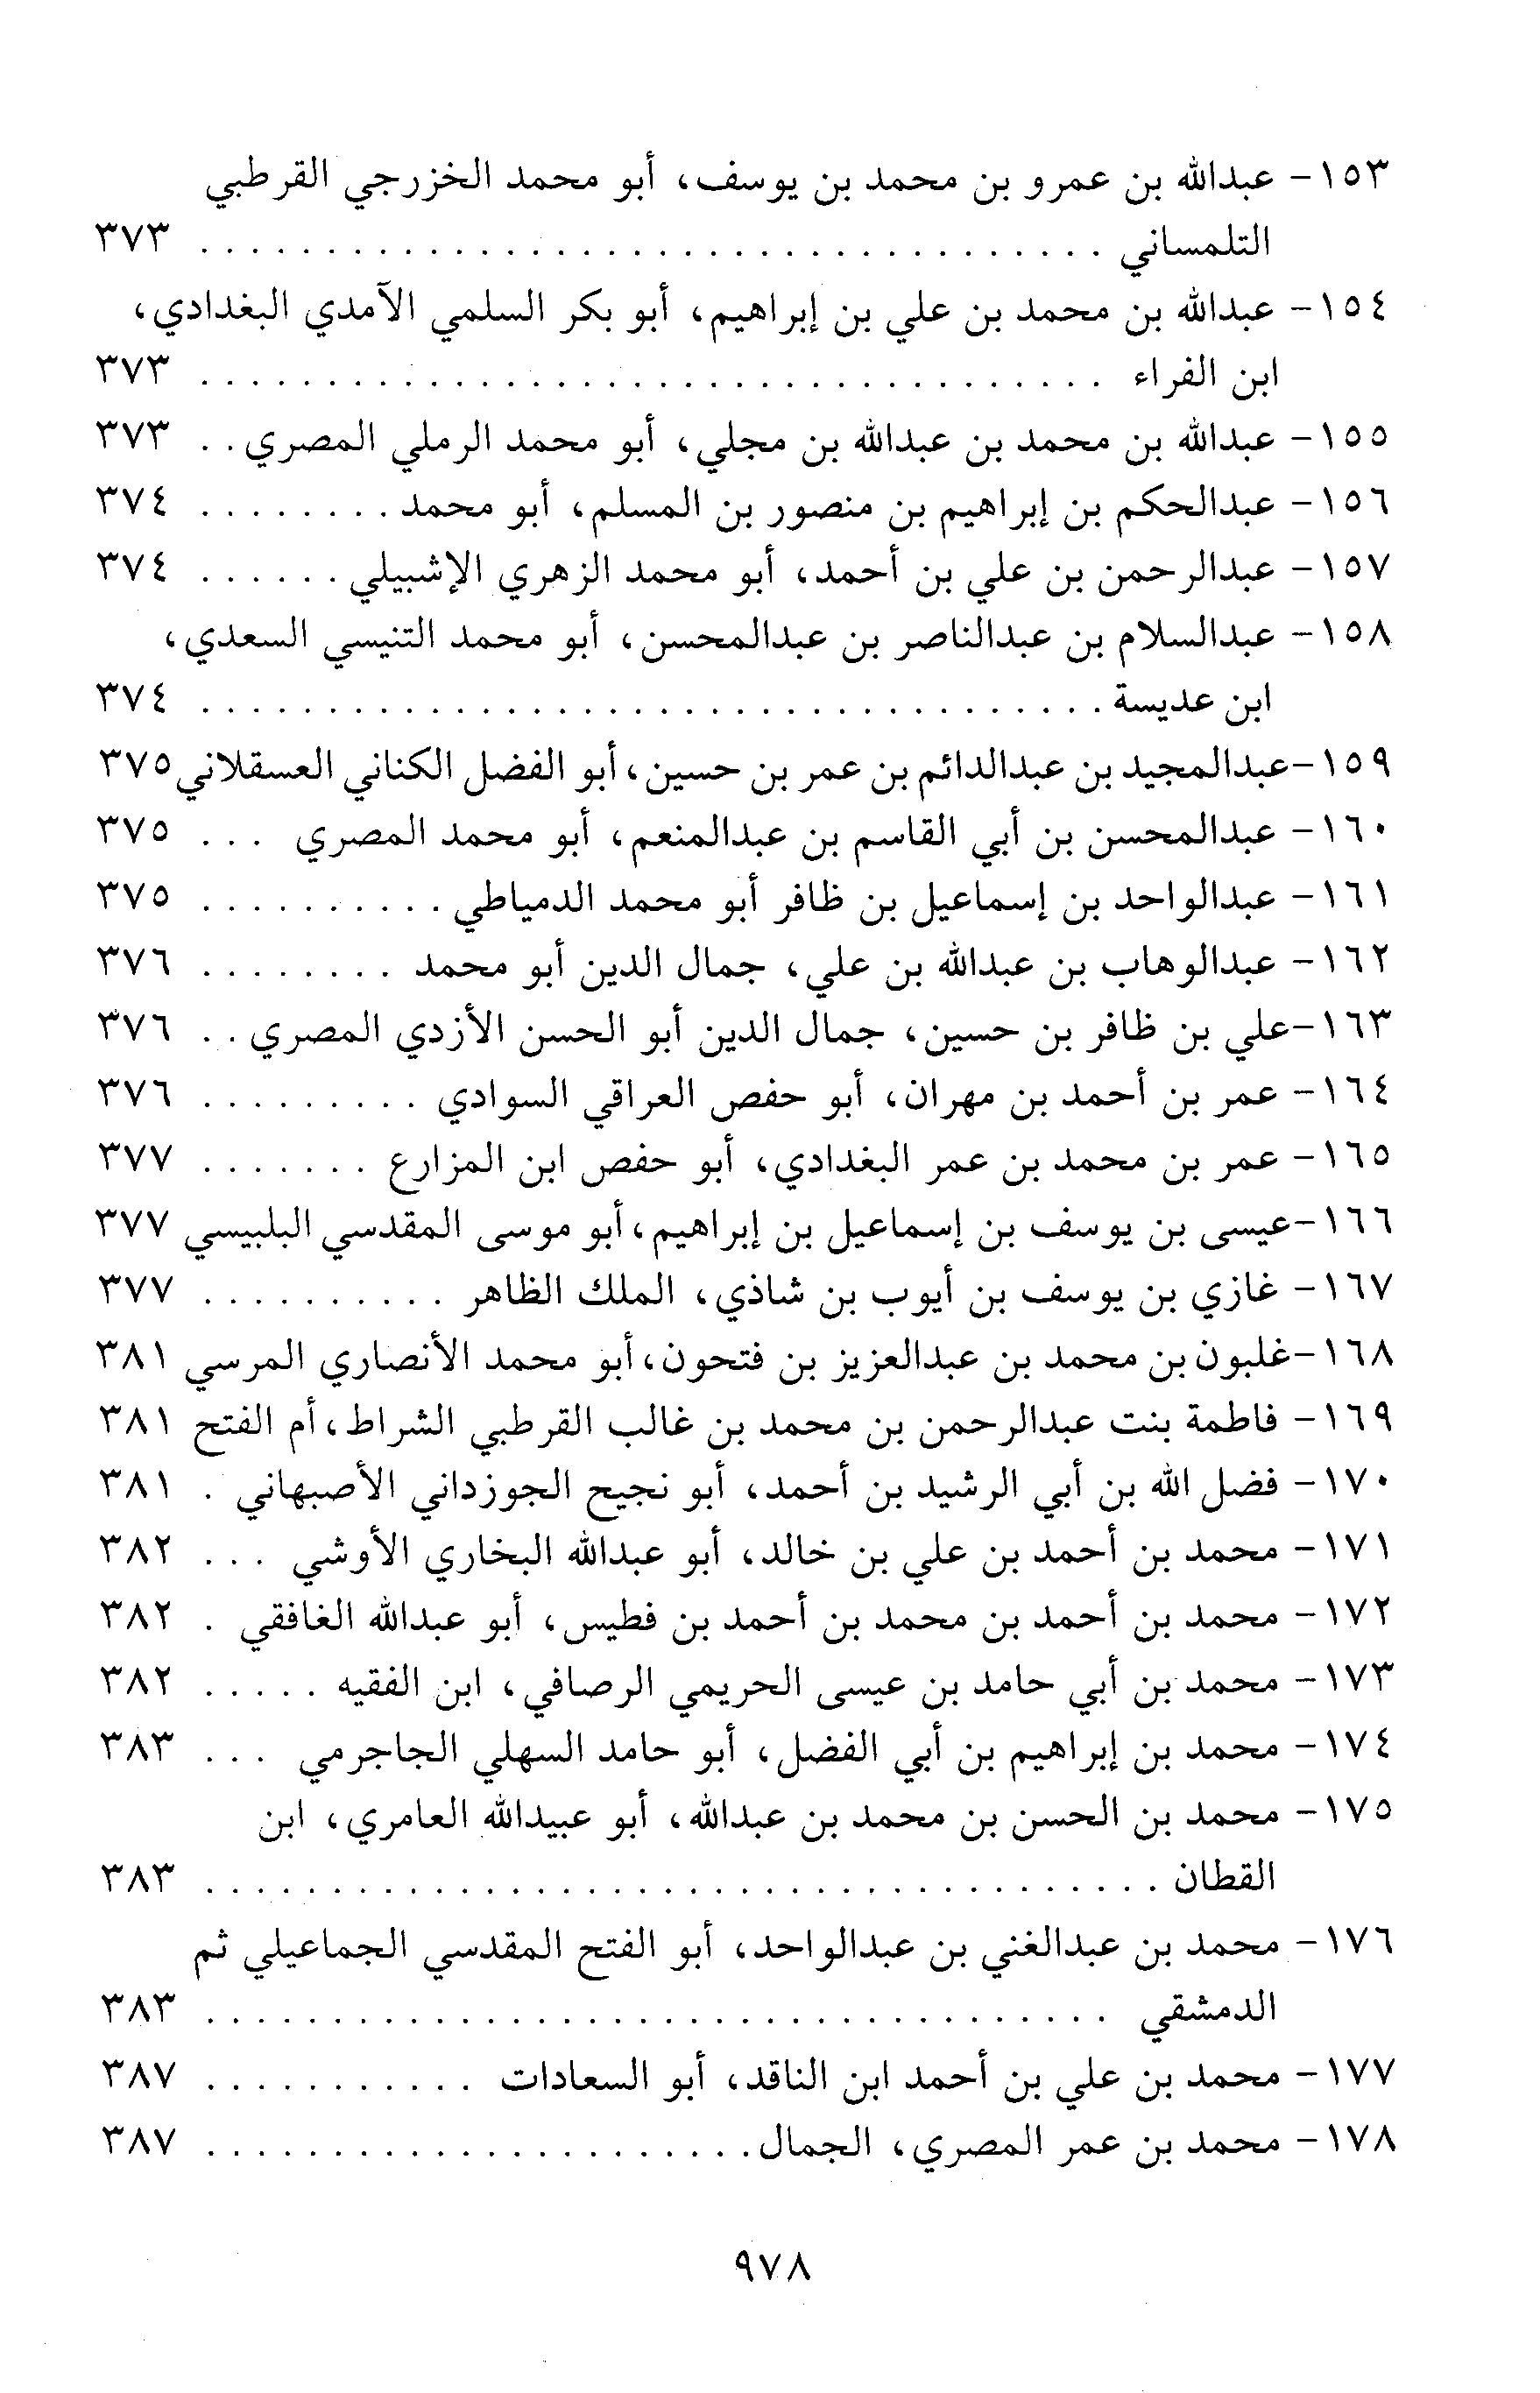 ١٥٣- عبدالله بن عمرو بن محمد بن يوسف، أبو محمد الخزرجي القرطبي
التلمساني . . . . . . . . . . . . . . . . . . . . . . . . . . . . . . . . . . . . ٣٧٣
١٥٤- عبدالله بن محمد بن علي بن إبراهيم، أبو بكر السلمي الآمدي البغدادي،
ابن الفراء . . . . . . . . . . . . . . . . . . . . . . . . . . . . . . . . . . . . ٣٧٣
١٥٥- عبدالله بن محمد بن عبدالله بن مجلي، أبو محمد الرملي المصري . . ٣٧٣
١٥٦- عبدالحكم بن إبراهيم بن منصور بن المسلم، أبو محمد . . . . . . . . ٣٧٤
١٥٧- عبدالرحمن بن علي بن أحمد، أبو محمد الزهري الإشبيلي . . . . . . ٣٧٤
١٥٨- عبدالسلام بن عبدالناصر بن عبدالمحسن، أبو محمد التنيسي السعدي،
ابن عديسة . . . . . . . . . . . . . . . . . . . . . . . . . . . . . . . . . . . . ٣٧٤
١٥٩-عبدالمجيد بن عبدالدائم بن عمر بن حسين، أبو الفضل الكناني العسقلاني ٣٧٥
١٦٠- عبدالمحسن بن أبي القاسم بن عبدالمنعم، أبو محمد المصري . . . ٣٧٥
١٦١- عبدالواحد بن إسماعيل بن ظافر أبو محمد الدمياطي . . . . . . . . . . ٣٧٥
١٦٢- عبدالوهاب بن عبدالله بن علي، جمال الدين أبو محمد . . . . . . . . ٣٧٦
١٦٣-علي بن ظافر بن حسين، جمال الدين أبو الحسن الأزدي المصري . . ٣٧٦
١٦٤- عمر بن أحمد بن مهران، أبو حفص العراقي السوادي . . . . . . . . . ٣٧٦
١٦٥- عمر بن محمد بن عمر البغدادي، أبو حفص ابن المزارع . . . . . . . ٣٧٧
١٦٦-عيسى بن يوسف بن إسماعيل بن إبراهيم، أبو موسى المقدسي البلبيسي ٣٧٧
١٦٧- غازي بن يوسف بن أيوب بن شاذي، الملك الظاهر . . . . . . . . . . ٣٧٧
١٦٨-غلبون بن محمد بن عبدالعزيز بن فتحون، أبو محمد الأنصاري المرسي ٣٨١
١٦٩- فاطمة بنت عبدالرحمن بن محمد بن غالب القرطبي الشراط، أم الفتح ٣٨١
١٧٠- فضل الله بن أبي الرشيد بن أحمد، أبو نجيح الجوزداني الأصبهاني . ٣٨١
١٧١- محمد بن أحمد بن علي بن خالد، أبو عبدالله البخاري الأوشي . . . ٣٨٢
١٧٢- محمد بن أحمد بن محمد بن أحمد بن فطيس، أبو عبدالله الغافقي . ٣٨٢
١٧٣- محمد بن أبي حامد بن عيسى الحريمي الرصافي، ابن الفقيه . . . . . ٣٨٢
١٧٤- محمد بن إبراهيم بن أبي الفضل، أبو حامد السهلي الجاجرمي . . . ٣٨٣
١٧٥- محمد بن الحسن بن محمد بن عبدالله، أبو عبيدالله العامري، ابن
القطان . . . . . . . . . . . . . . . . . . . . . . . . . . . . . . . . . . . . . . ٣٨٣
١٧٦- محمد بن عبدالغني بن عبدالواحد، أبو الفتح المقدسي الجماعيلي ثم
الدمشقي . . . . . . . . . . . . . . . . . . . . . . . . . . . . . . . . . . . . ٣٨٣
١٧٧- محمد بن علي بن أحمد ابن الناقد، أبو السعادات . . . . . . . . . . . ٣٨٧
١٧٨- محمد بن عمر المصري، الجمال . . . . . . . . . . . . . . . . . . . . . . ٣٨٧
٩٧٨